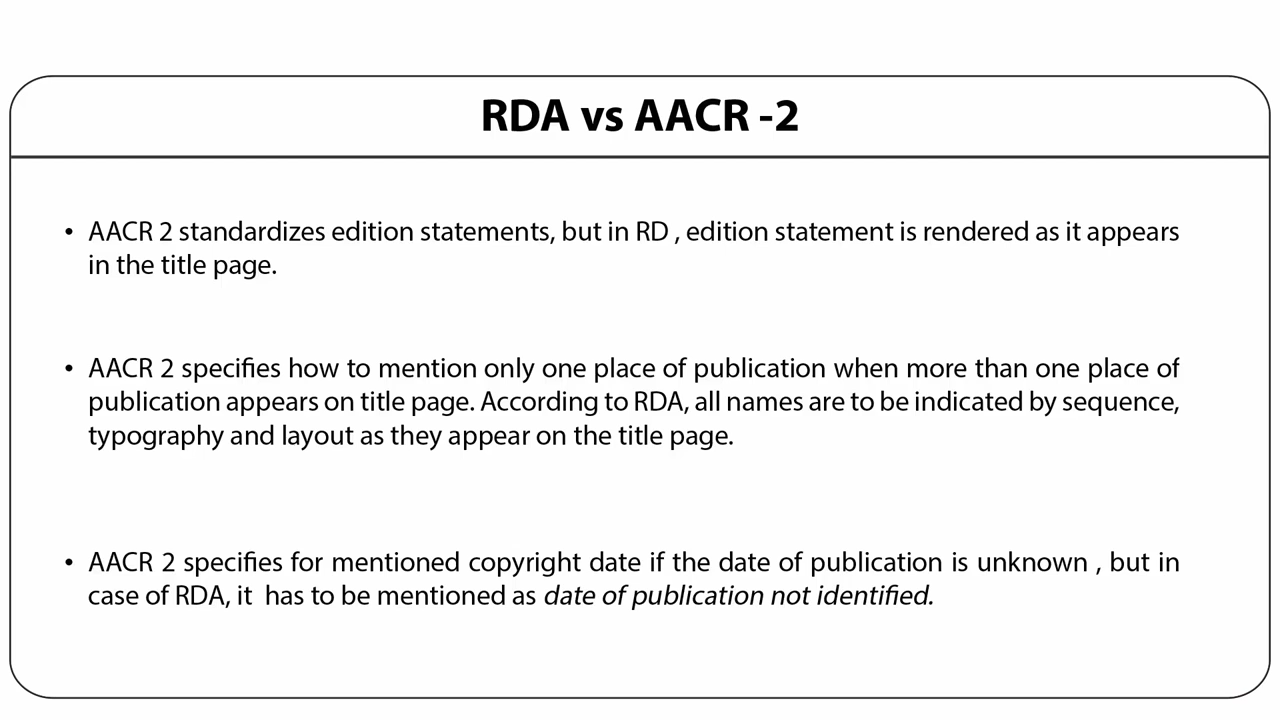 RDA vs AACR -2
• AACR 2 standardizes edition statements, but in RD , edition statement is rendered as it appears
in the title page.
• AACR 2 specifies how to mention only one place of publication when more than one place of
publication appears on title page. According to RDA, all names are to be indicated by sequence,
typography and layout as they appear on the title page.
• AACR 2 specifies for mentioned copyright date if the date of publication is unknown , but in
case of RDA, it  has to be mentioned as date of publication not identified.